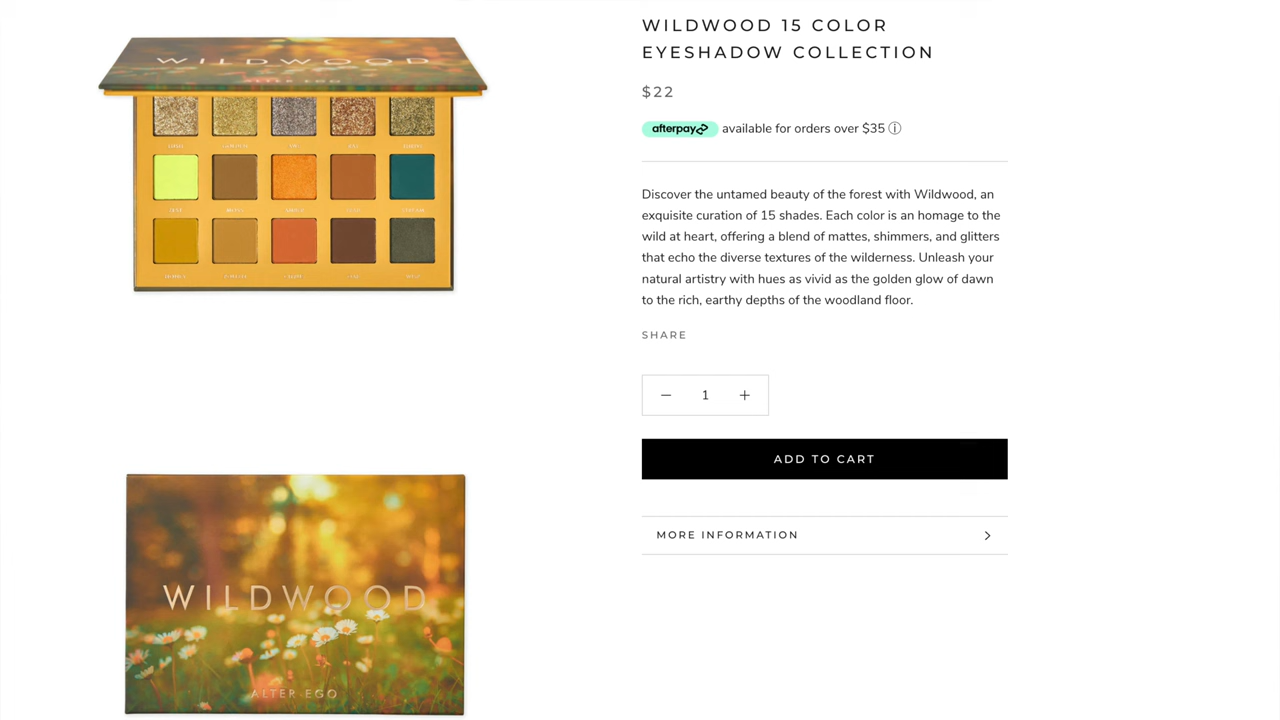 WILDWOOD
ALTER EGO
WILDWOOD 15 COLOR
EYESHADOW COLLECTION
$22
afterpay available for orders over $35 ⓘ
Discover the untamed beauty of the forest with Wildwood, an
exquisite curation of 15 shades. Each color is an homage to the
wild at heart, offering a blend of mattes, shimmers, and glitters
that echo the diverse textures of the wilderness. Unleash your
natural artistry with hues as vivid as the golden glow of dawn
to the rich, earthy depths of the woodland floor.
SHARE
− 1 +
ADD TO CART
MORE INFORMATION
WILDWOOD
ALTER EGO